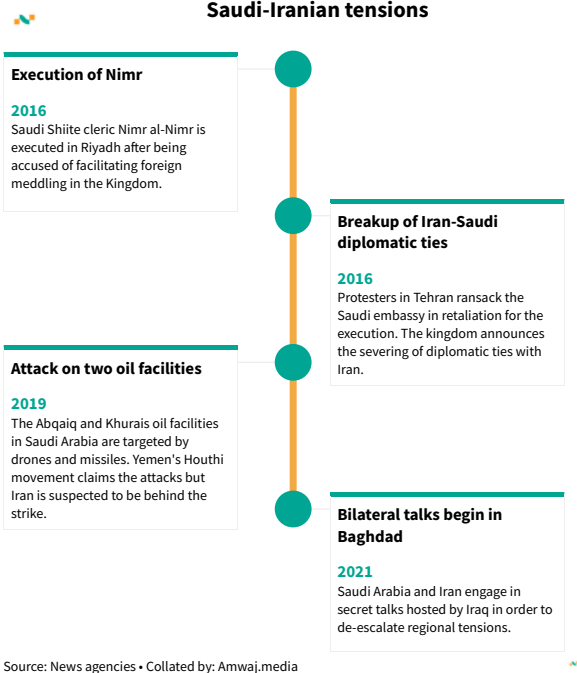 Saudi-Iranian tensions
Execution of Nimr
2016
Saudi Shiite cleric Nimr al-Nimr is
executed in Riyadh after being
accused of facilitating foreign
meddling in the Kingdom.
Breakup of Iran-Saudi
diplomatic ties
2016
Protesters in Tehran ransack the
Saudi embassy in retaliation for the
execution. The kingdom announces
the severing of diplomatic ties with
Iran.
Attack on two oil facilities
2019
The Abqaiq and Khurais oil facilities
in Saudi Arabia are targeted by
drones and missiles. Yemen's Houthi
movement claims the attacks but
Iran is suspected to be behind the
strike.
Bilateral talks begin in
Baghdad
2021
Saudi Arabia and Iran engage in
secret talks hosted by Iraq in order to
de-escalate regional tensions.
Source: News agencies • Collated by: Amwaj.media